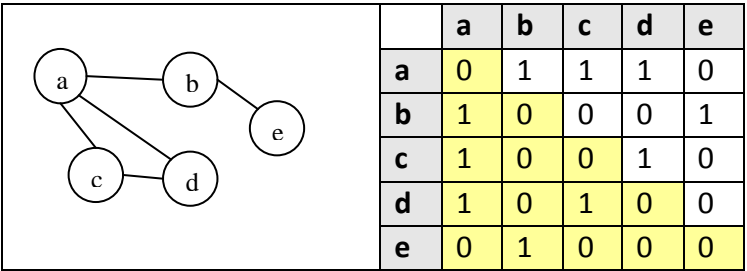 a
b
e
c
d
a b c d e
a 0 1 1 1 0
b 1 0 0 0 1
c 1 0 0 1 0
d 1 0 1 0 0
e 0 1 0 0 0